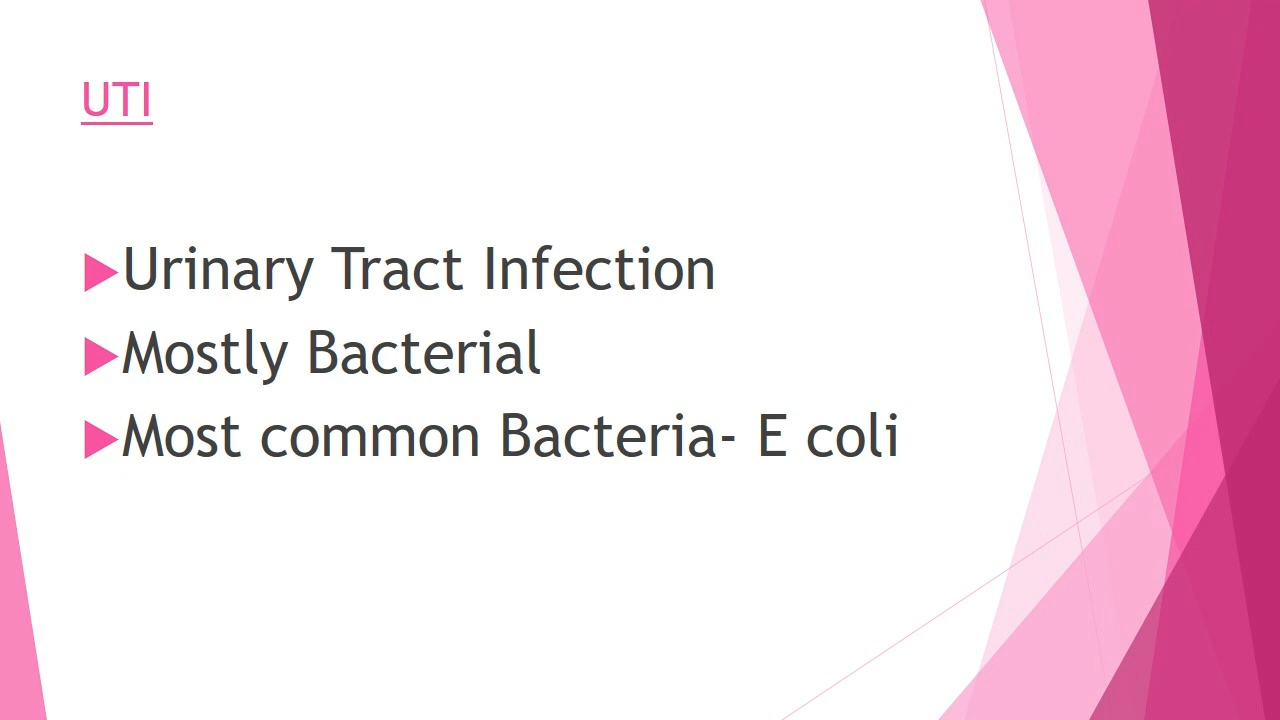 UTI
Urinary Tract Infection
Mostly Bacterial
Most common Bacteria- E coli